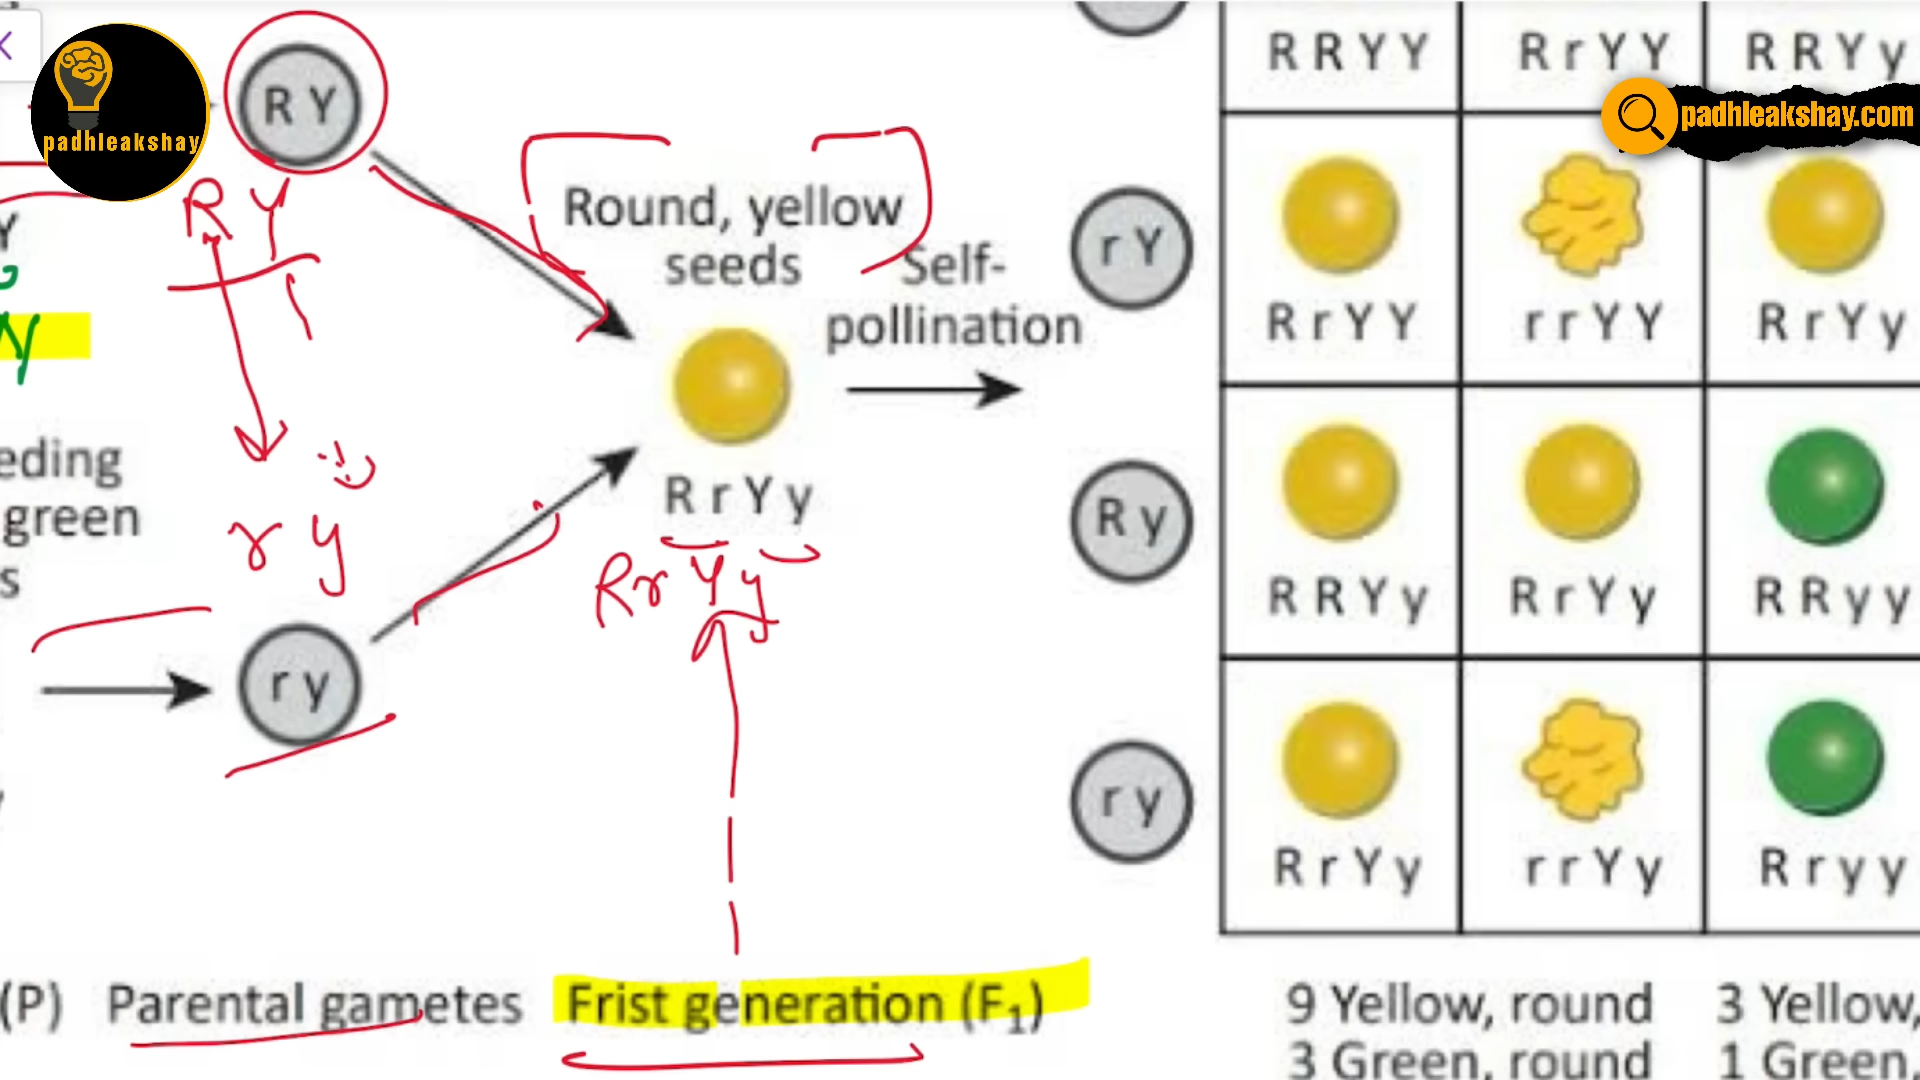 padhleakshay
R Y
R Y
Y
y
eding
green
s
r y
r y
Round, yellow
seeds
Self-
pollination
R r Y y
Rr Y y
(P) Parental gametes
Frist generation (F₁)
padhleakshay.com
R R Y Y
R r Y Y
R R Y y
r Y
R r Y Y
r r Y Y
R r Y y
R y
R R Y y
R r Y y
R R y y
r y
R r Y y
r r Y y
R r y y
9 Yellow, round
3 Yellow,
3 Green, round
1 Green,